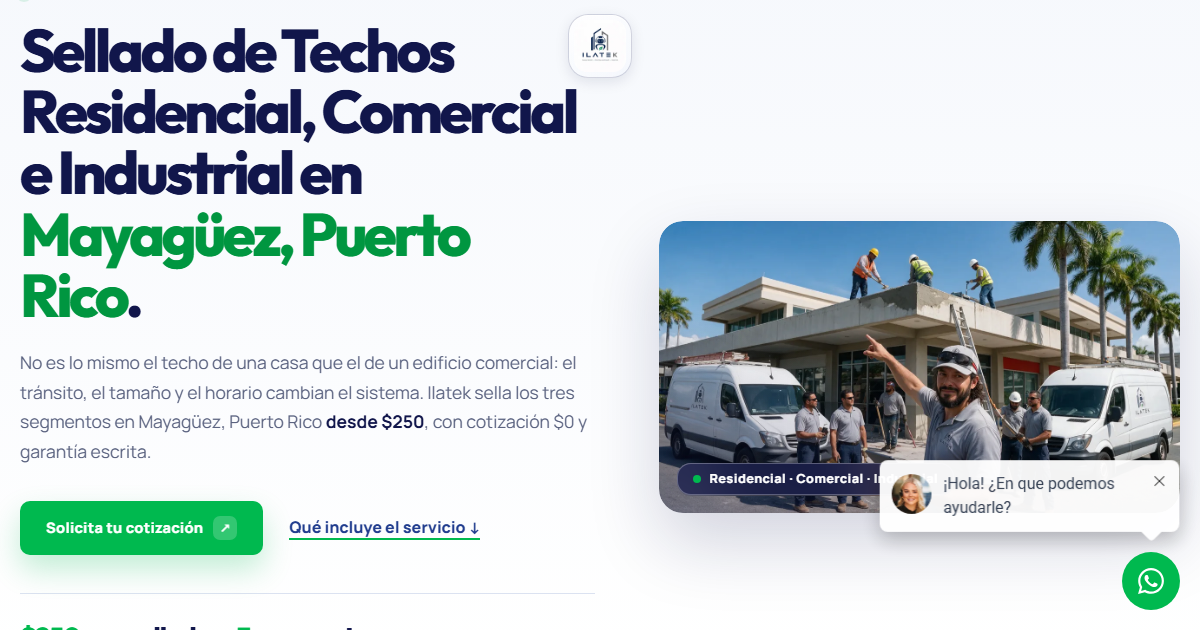 Sellado de Techos
Residencial, Comercial
e Industrial en
Mayagüez, Puerto
Rico.
ILATEK
No es lo mismo el techo de una casa que el de un edificio comercial: el
tránsito, el tamaño y el horario cambian el sistema. Ilatek sella los tres
segmentos en Mayagüez, Puerto Rico desde $250, con cotización $0 y
garantía escrita.
Solicita tu cotización ↗
Qué incluye el servicio ↓
ILATEK
ILATEK
Residencial · Comercial · Industrial
¡Hola! ¿En que podemos
ayudarle?